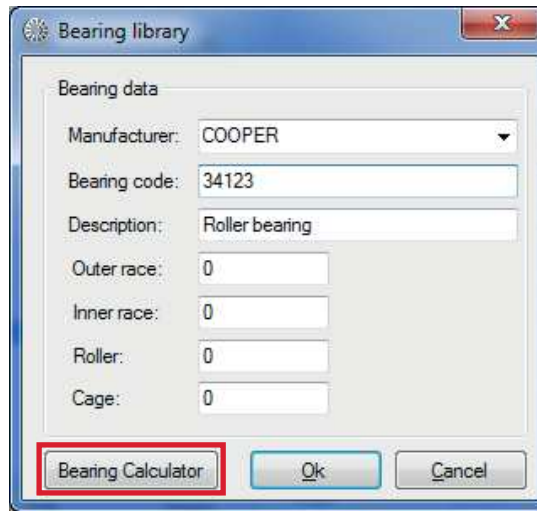 Bearing library
Bearing data
Manufacturer: COOPER
Bearing code: 34123
Description: Roller bearing
Outer race: 0
Inner race: 0
Roller: 0
Cage: 0
Bearing Calculator Ok Cancel